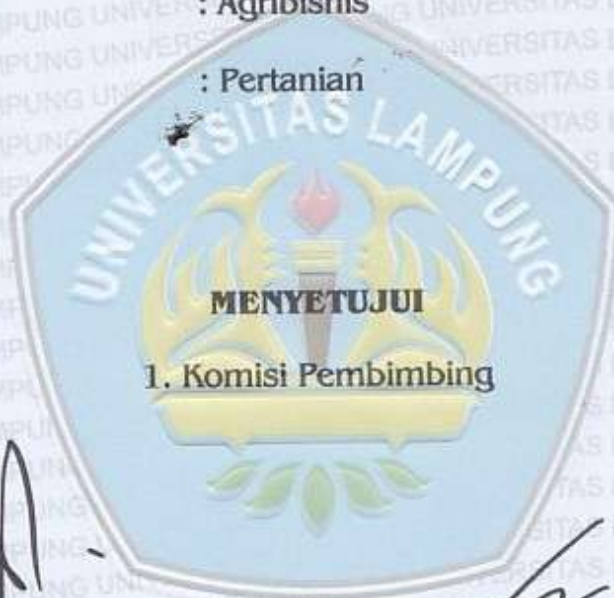 : Agribisnis
: Pertanian
UNIVERSITAS LAMPUNG
MENYETUJUI
1. Komisi Pembimbing